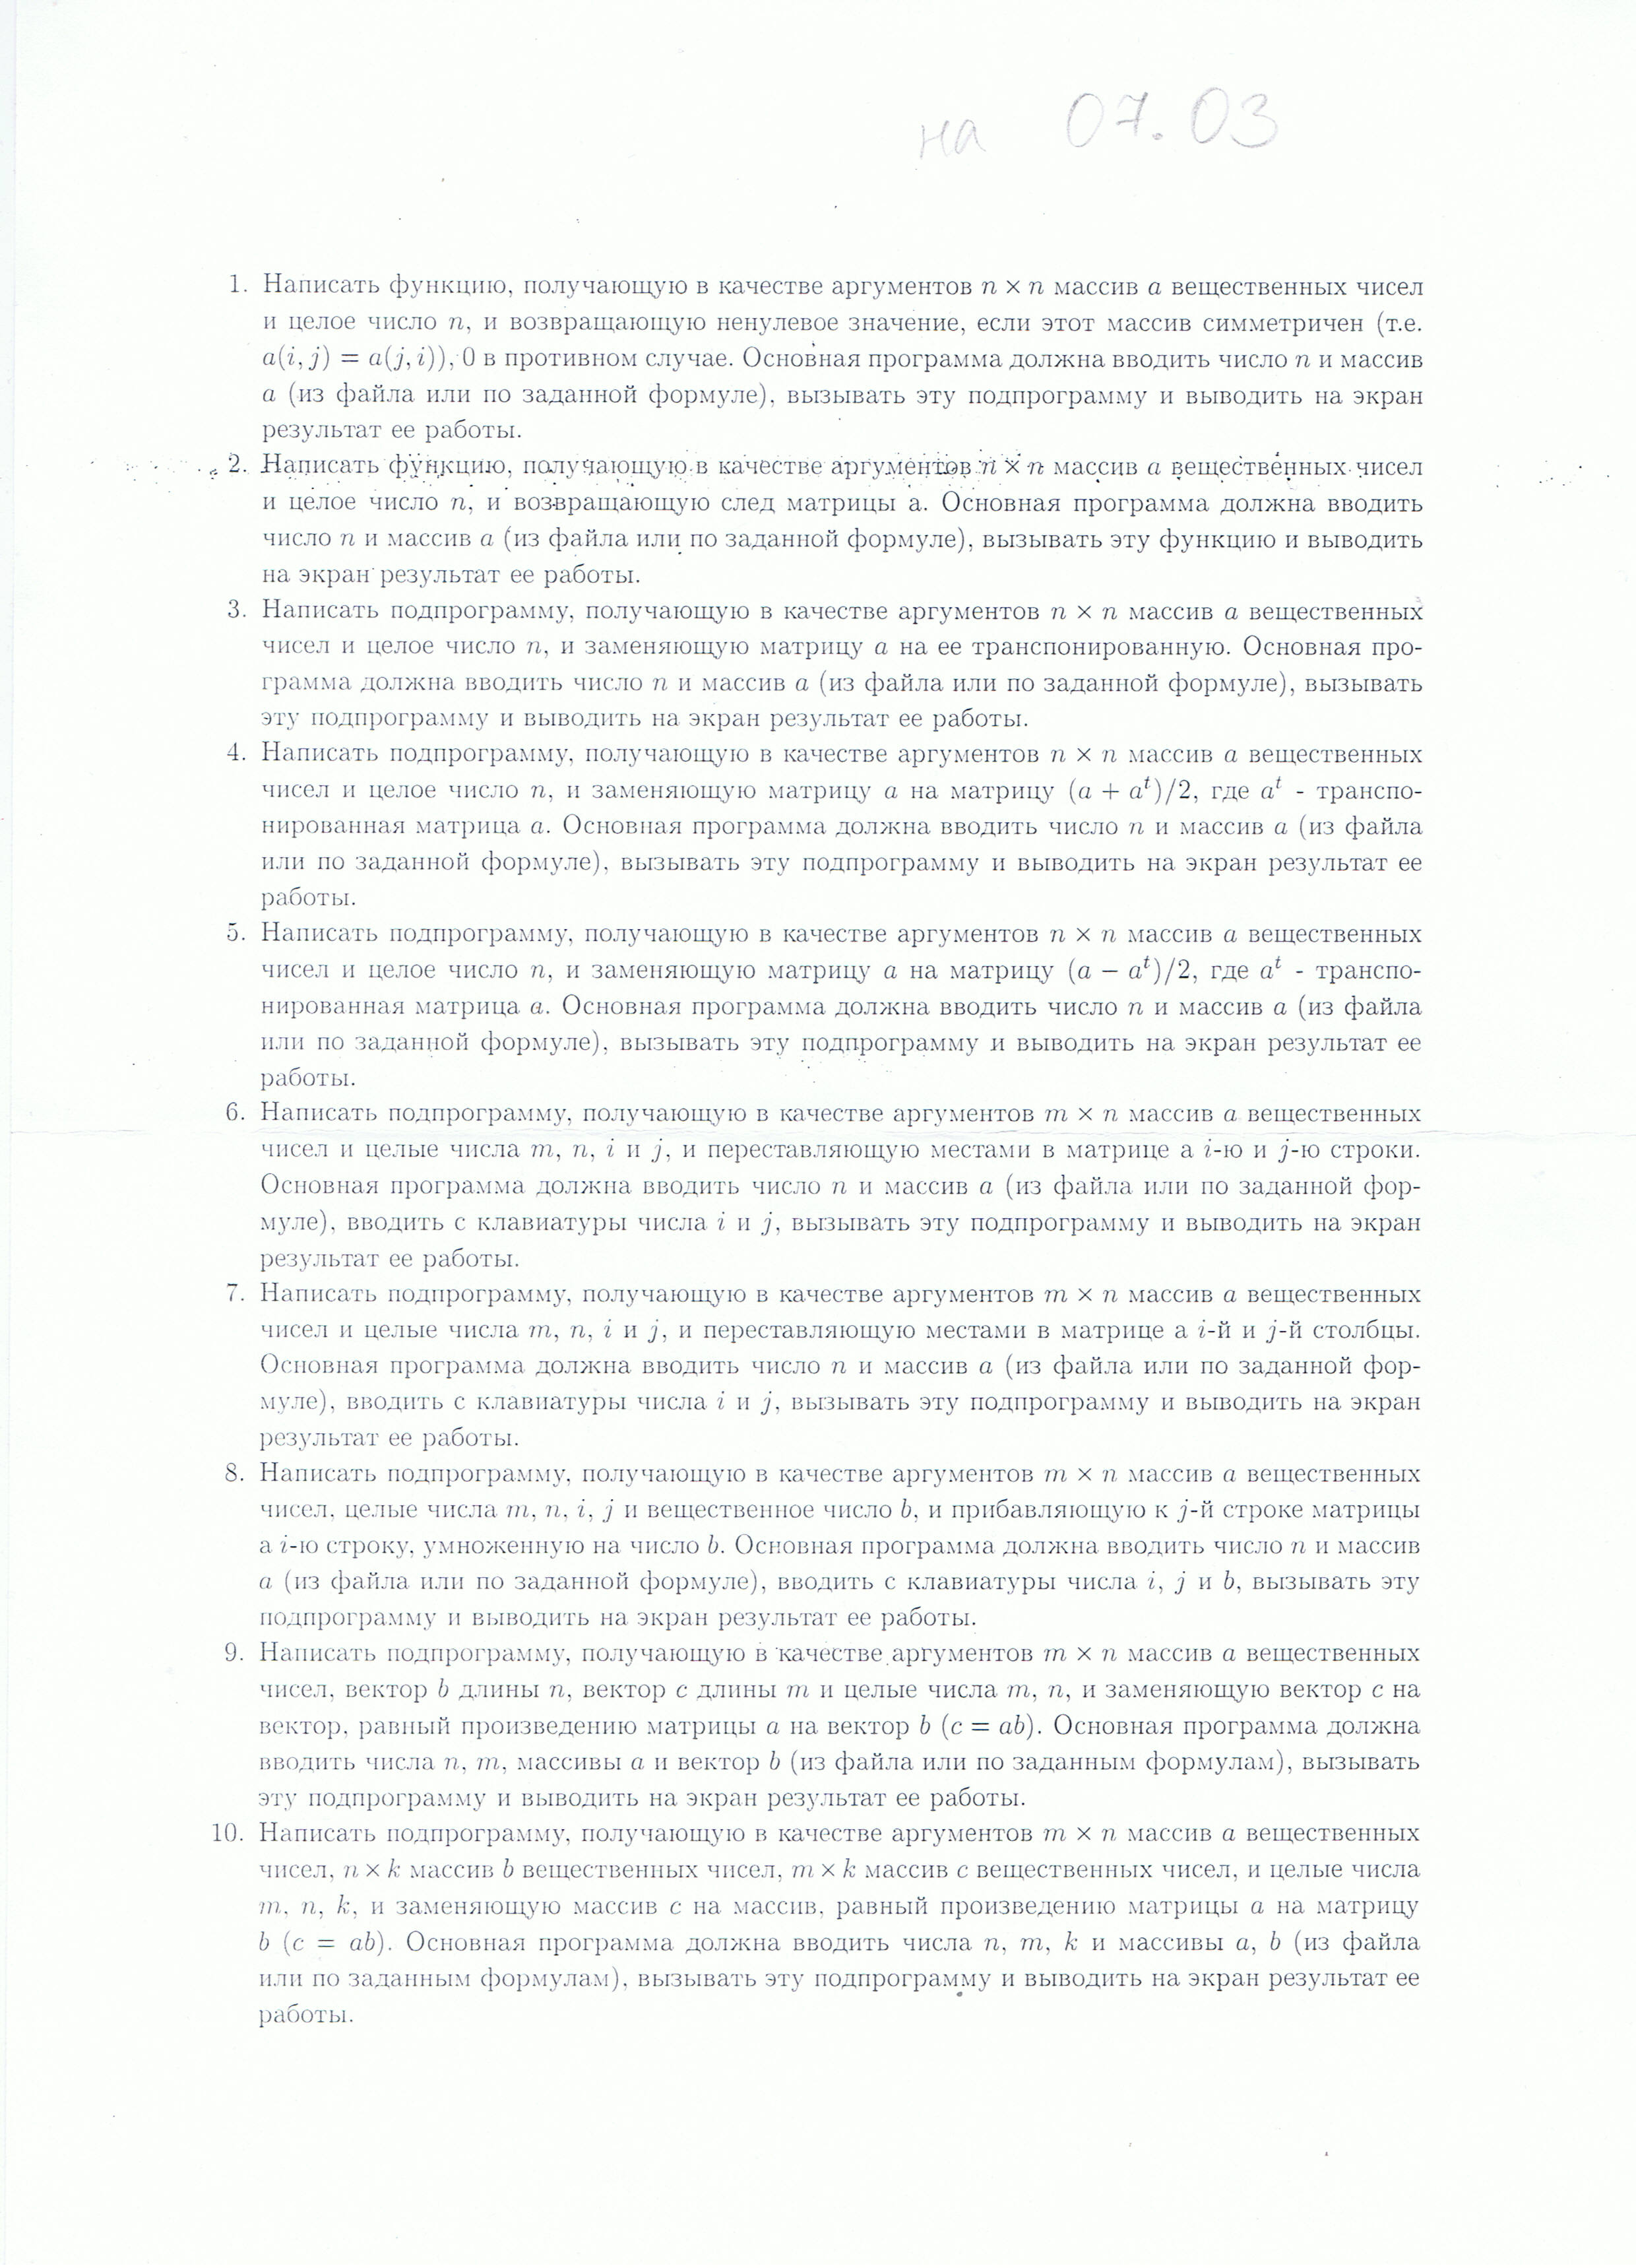 на 07.03
1. Написать функцию, получающую в качестве аргументов n × n массив a вещественных чисел
и целое число n, и возвращающую ненулевое значение, если этот массив симметричен (т.е.
a(i, j) = a(j, i)), 0 в противном случае. Основная программа должна вводить число n и массив
a (из файла или по заданной формуле), вызывать эту подпрограмму и выводить на экран
результат ее работы.
2. Написать функцию, получающую в качестве аргументов n × n массив a вещественных чисел
и целое число n, и возвращающую след матрицы а. Основная программа должна вводить
число n и массив a (из файла или по заданной формуле), вызывать эту функцию и выводить
на экран результат ее работы.
3. Написать подпрограмму, получающую в качестве аргументов n × n массив a вещественных
чисел и целое число n, и заменяющую матрицу a на ее транспонированную. Основная про-
грамма должна вводить число n и массив a (из файла или по заданной формуле), вызывать
эту подпрограмму и выводить на экран результат ее работы.
4. Написать подпрограмму, получающую в качестве аргументов n × n массив a вещественных
чисел и целое число n, и заменяющую матрицу a на матрицу (a + aᵗ)/2, где aᵗ - транспо-
нированная матрица a. Основная программа должна вводить число n и массив a (из файла
или по заданной формуле), вызывать эту подпрограмму и выводить на экран результат ее
работы.
5. Написать подпрограмму, получающую в качестве аргументов n × n массив a вещественных
чисел и целое число n, и заменяющую матрицу a на матрицу (a − aᵗ)/2, где aᵗ - транспо-
нированная матрица a. Основная программа должна вводить число n и массив a (из файла
или по заданной формуле), вызывать эту подпрограмму и выводить на экран результат ее
работы.
6. Написать подпрограмму, получающую в качестве аргументов m × n массив a вещественных
чисел и целые числа m, n, i и j, и переставляющую местами в матрице а i-ю и j-ю строки.
Основная программа должна вводить число n и массив a (из файла или по заданной фор-
муле), вводить с клавиатуры числа i и j, вызывать эту подпрограмму и выводить на экран
результат ее работы.
7. Написать подпрограмму, получающую в качестве аргументов m × n массив a вещественных
чисел и целые числа m, n, i и j, и переставляющую местами в матрице а i-й и j-й столбцы.
Основная программа должна вводить число n и массив a (из файла или по заданной фор-
муле), вводить с клавиатуры числа i и j, вызывать эту подпрограмму и выводить на экран
результат ее работы.
8. Написать подпрограмму, получающую в качестве аргументов m × n массив a вещественных
чисел, целые числа m, n, i, j и вещественное число b, и прибавляющую к j-й строке матрицы
а i-ю строку, умноженную на число b. Основная программа должна вводить число n и массив
a (из файла или по заданной формуле), вводить с клавиатуры числа i, j и b, вызывать эту
подпрограмму и выводить на экран результат ее работы.
9. Написать подпрограмму, получающую в качестве аргументов m × n массив a вещественных
чисел, вектор b длины n, вектор c длины m и целые числа m, n, и заменяющую вектор c на
вектор, равный произведению матрицы a на вектор b (c = ab). Основная программа должна
вводить числа n, m, массивы a и вектор b (из файла или по заданным формулам), вызывать
эту подпрограмму и выводить на экран результат ее работы.
10. Написать подпрограмму, получающую в качестве аргументов m × n массив a вещественных
чисел, n × k массив b вещественных чисел, m × k массив c вещественных чисел, и целые числа
m, n, k, и заменяющую массив c на массив, равный произведению матрицы a на матрицу
b (c = ab). Основная программа должна вводить числа n, m, k и массивы a, b (из файла
или по заданным формулам), вызывать эту подпрограмму и выводить на экран результат ее
работы.